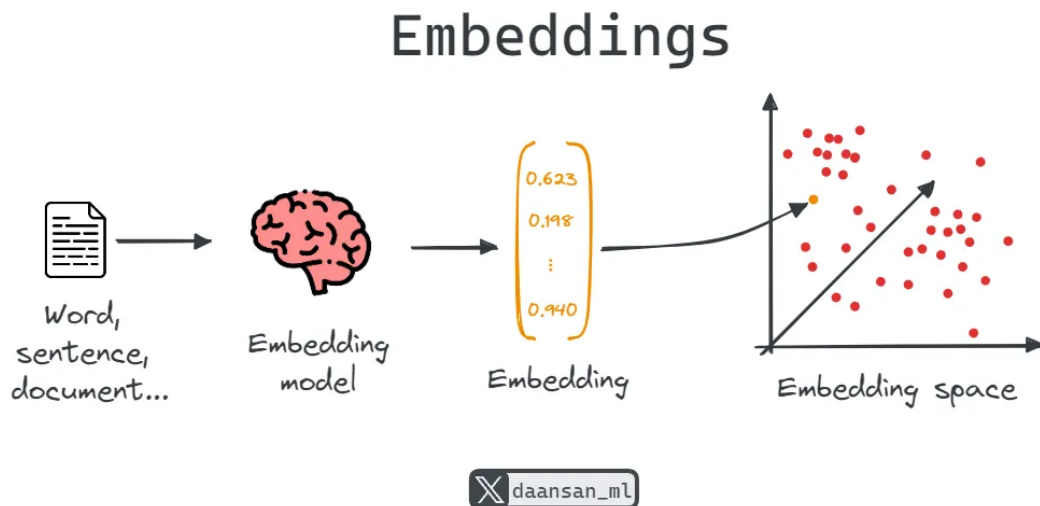 Embeddings
Word,
sentence,
document...
Embedding
model
0.623
0.198
⋮
0.940
Embedding
Embedding space
X daansan_ml